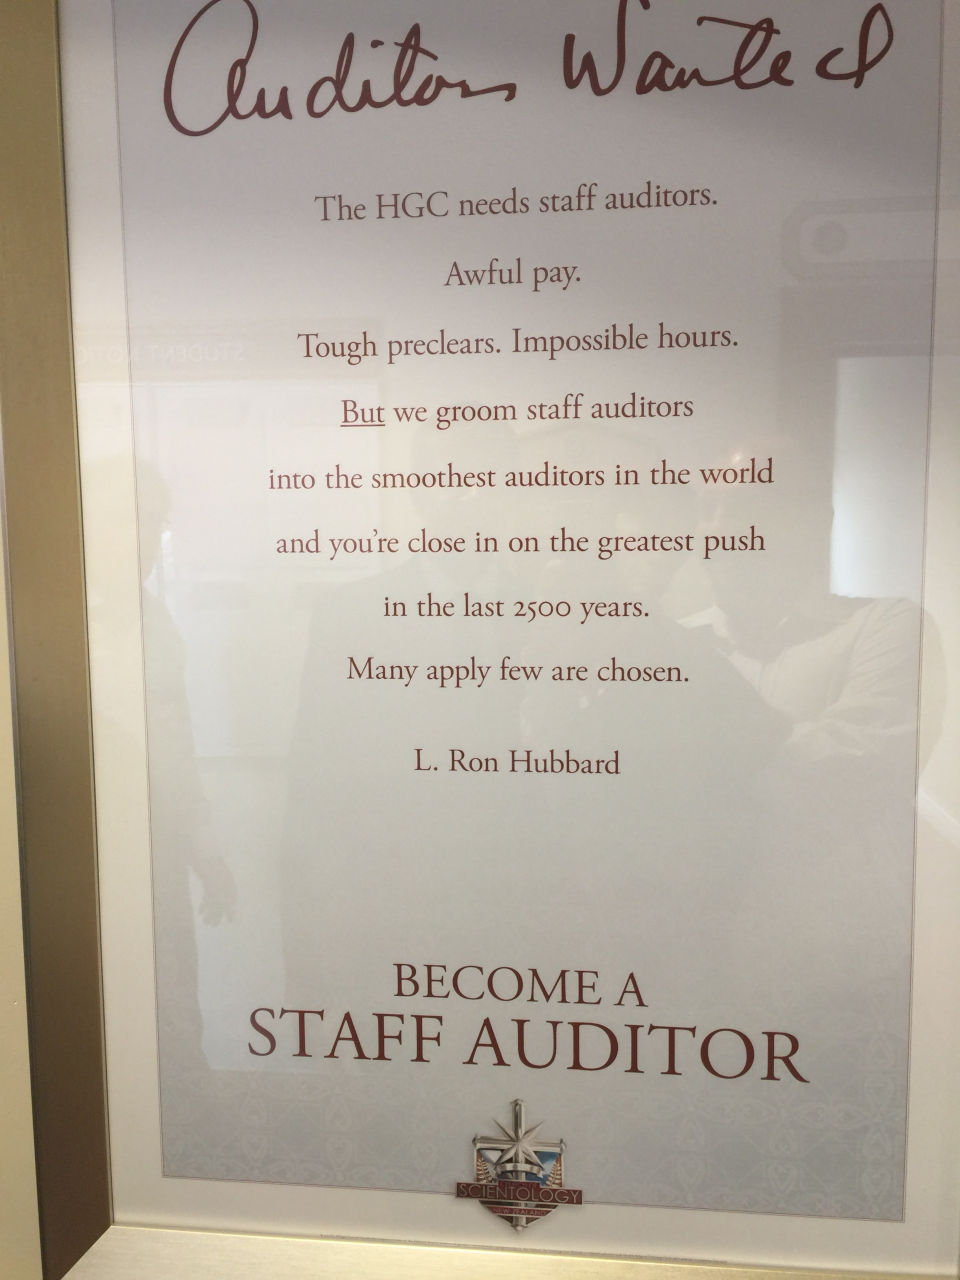 Auditors Wanted
The HGC needs staff auditors.
Awful pay.
Tough preclears. Impossible hours.
But we groom staff auditors
into the smoothest auditors in the world
and you're close in on the greatest push
in the last 2500 years.
Many apply few are chosen.
L. Ron Hubbard
BECOME A
STAFF AUDITOR
SCIENTOLOGY
NEW ZEALAND